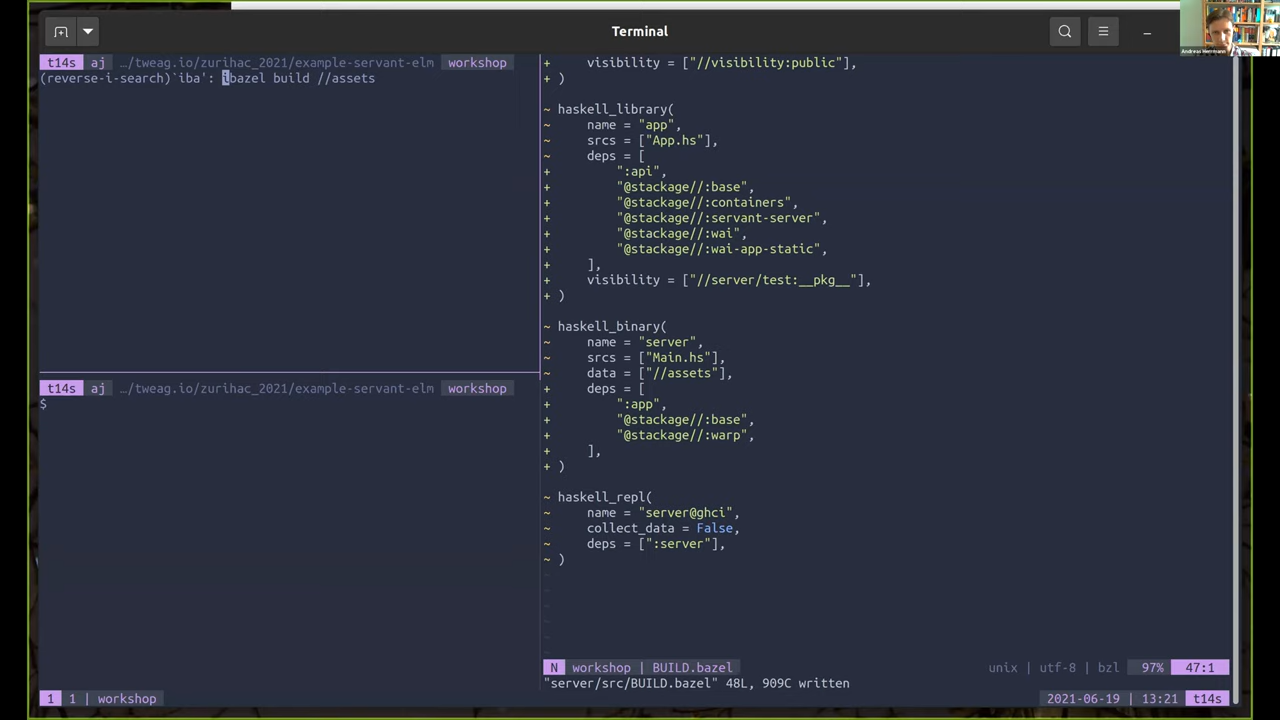 Terminal
Andreas Herrmann
t14s aj …/tweag.io/zurihac_2021/example-servant-elm workshop
(reverse-i-search)`iba': ibazel build //assets
t14s aj …/tweag.io/zurihac_2021/example-servant-elm workshop
$
+     visibility = ["//visibility:public"],
+ )
~ haskell_library(
~     name = "app",
~     srcs = ["App.hs"],
~     deps = [
+         ":api",
+         "@stackage//:base",
+         "@stackage//:containers",
+         "@stackage//:servant-server",
+         "@stackage//:wai",
+         "@stackage//:wai-app-static",
+     ],
+     visibility = ["//server/test:__pkg__"],
+ )
~ haskell_binary(
~     name = "server",
~     srcs = ["Main.hs"],
~     data = ["//assets"],
+     deps = [
+         ":app",
+         "@stackage//:base",
+         "@stackage//:warp",
+     ],
+ )
~ haskell_repl(
~     name = "server@ghci",
~     collect_data = False,
~     deps = [":server"],
~ )
N workshop | BUILD.bazel unix | utf-8 | bzl 97% 47:1
"server/src/BUILD.bazel" 48L, 909C written
1 1 | workshop 2021-06-19 | 13:21 t14s